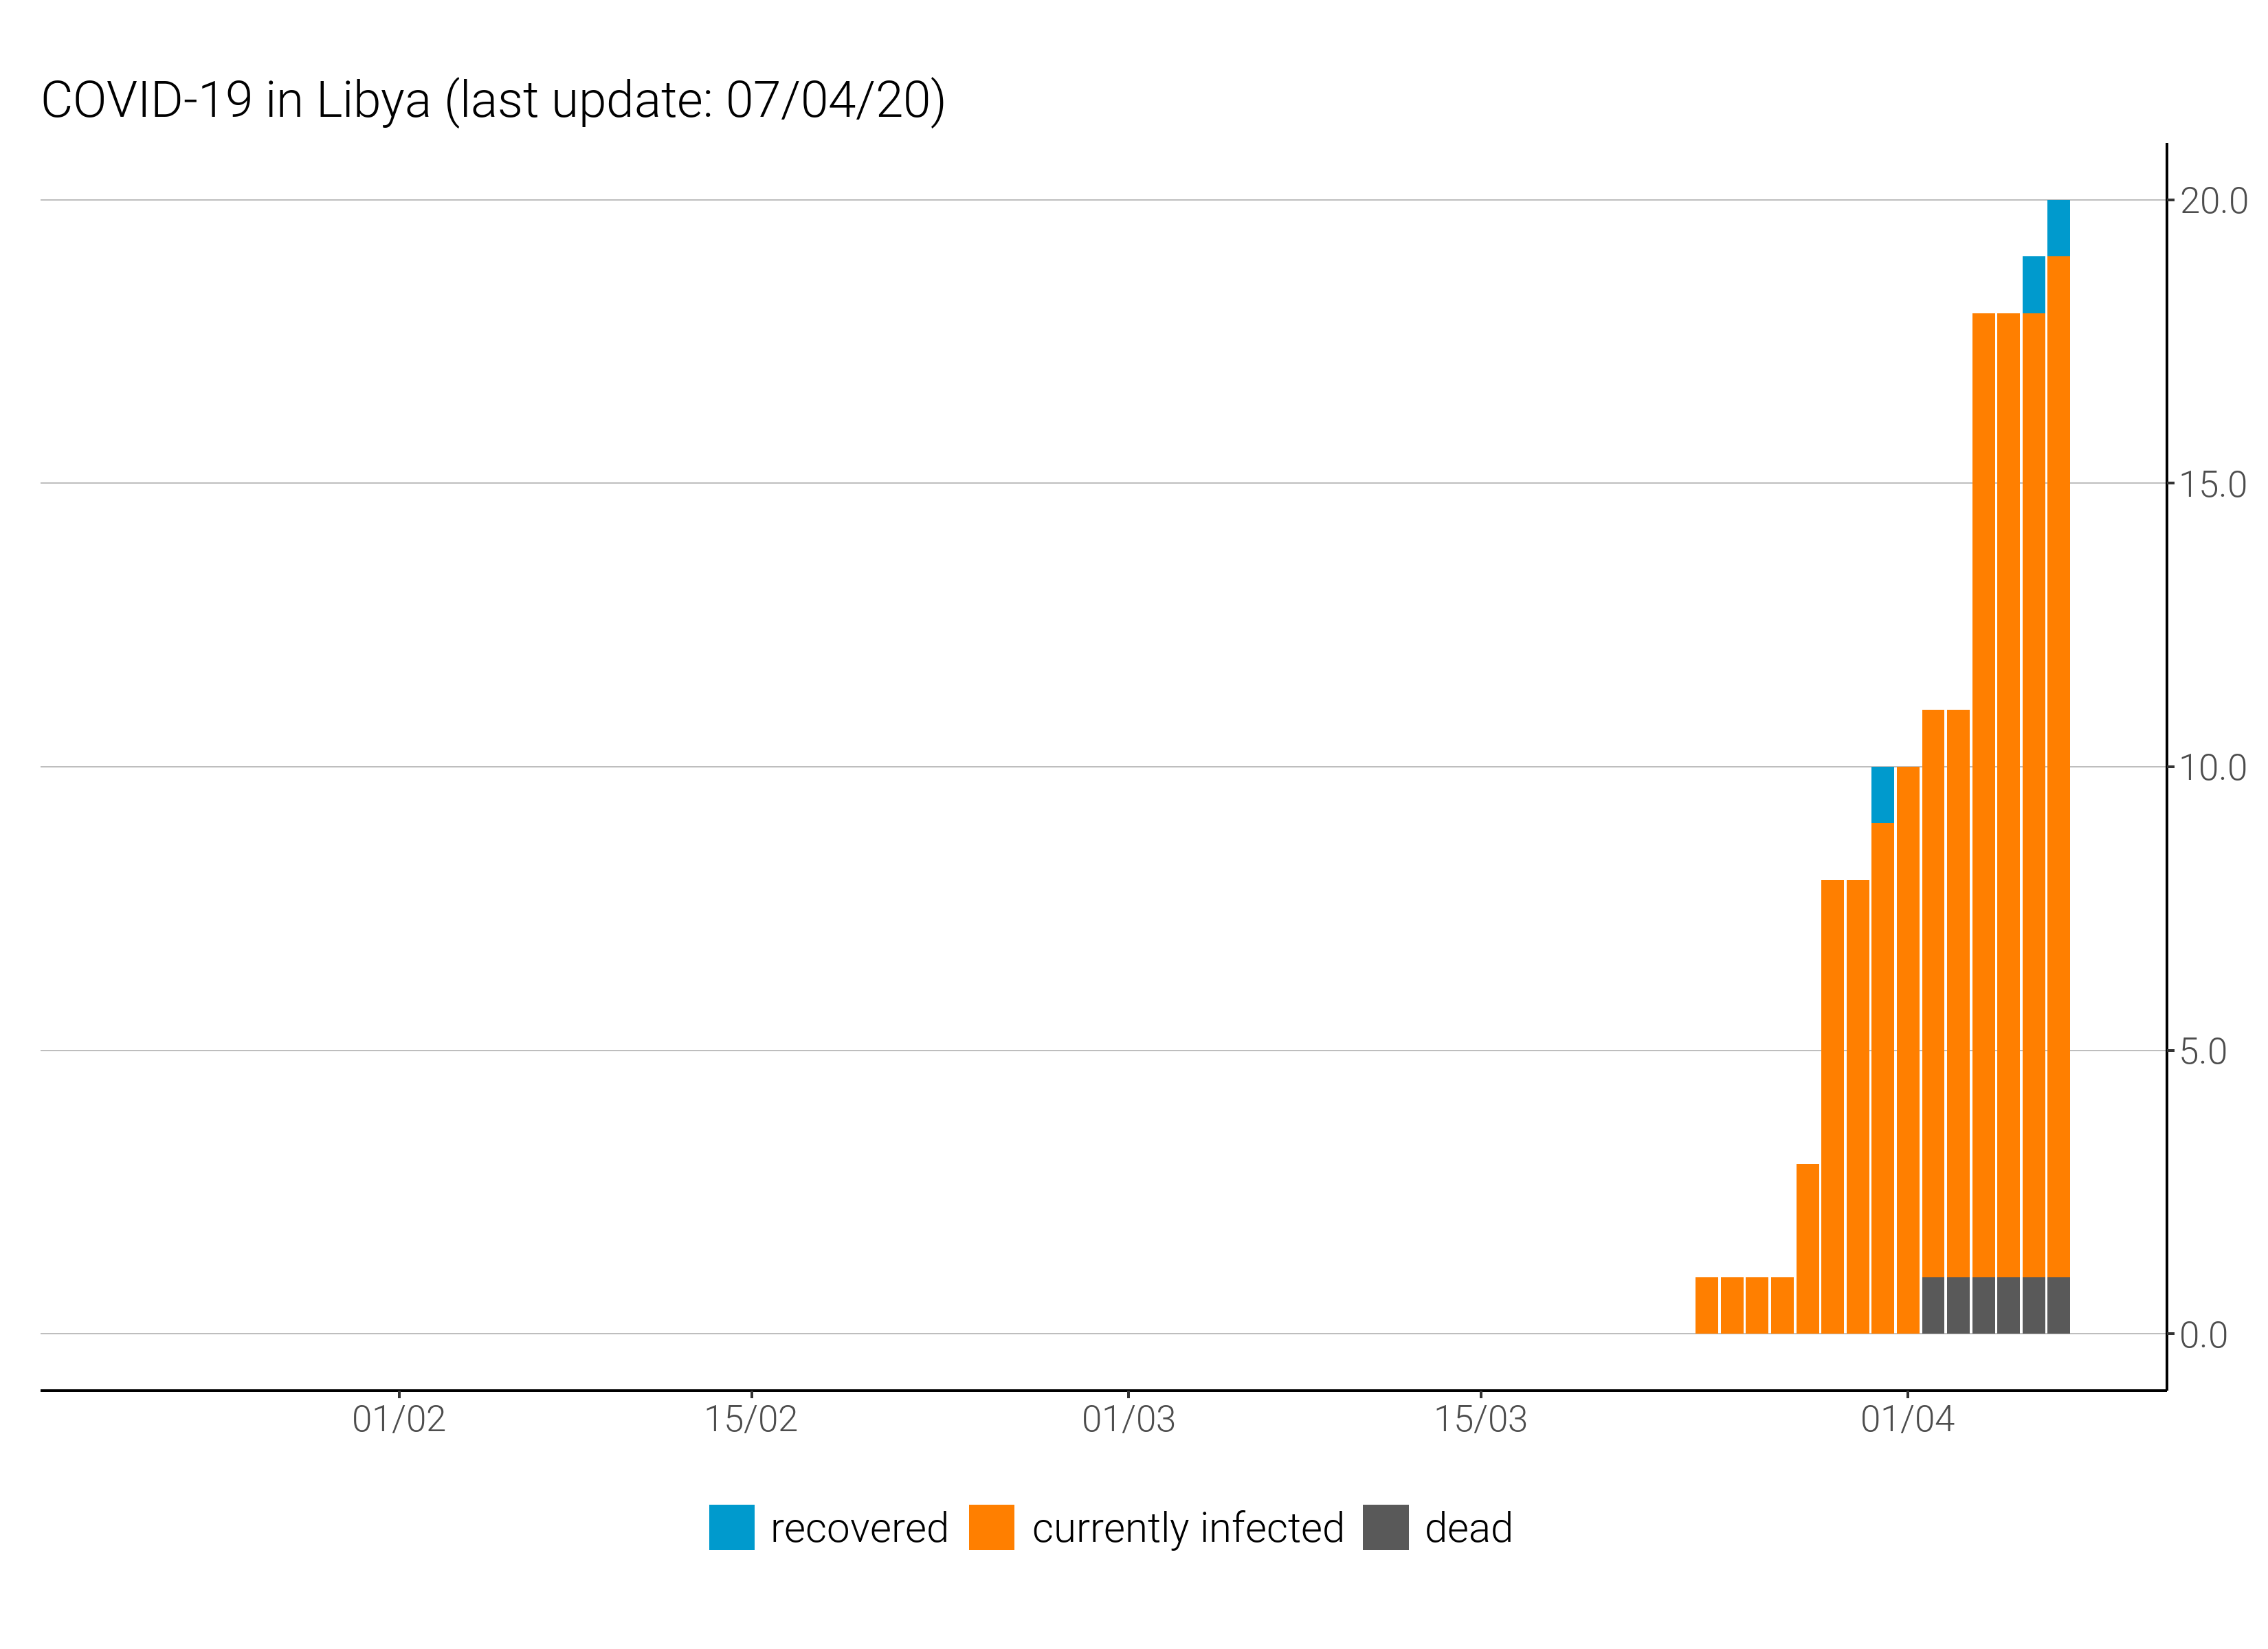 COVID-19 in Libya (last update: 07/04/20)
20.0
15.0
10.0
5.0
0.0
01/02 15/02 01/03 15/03 01/04
recovered currently infected dead